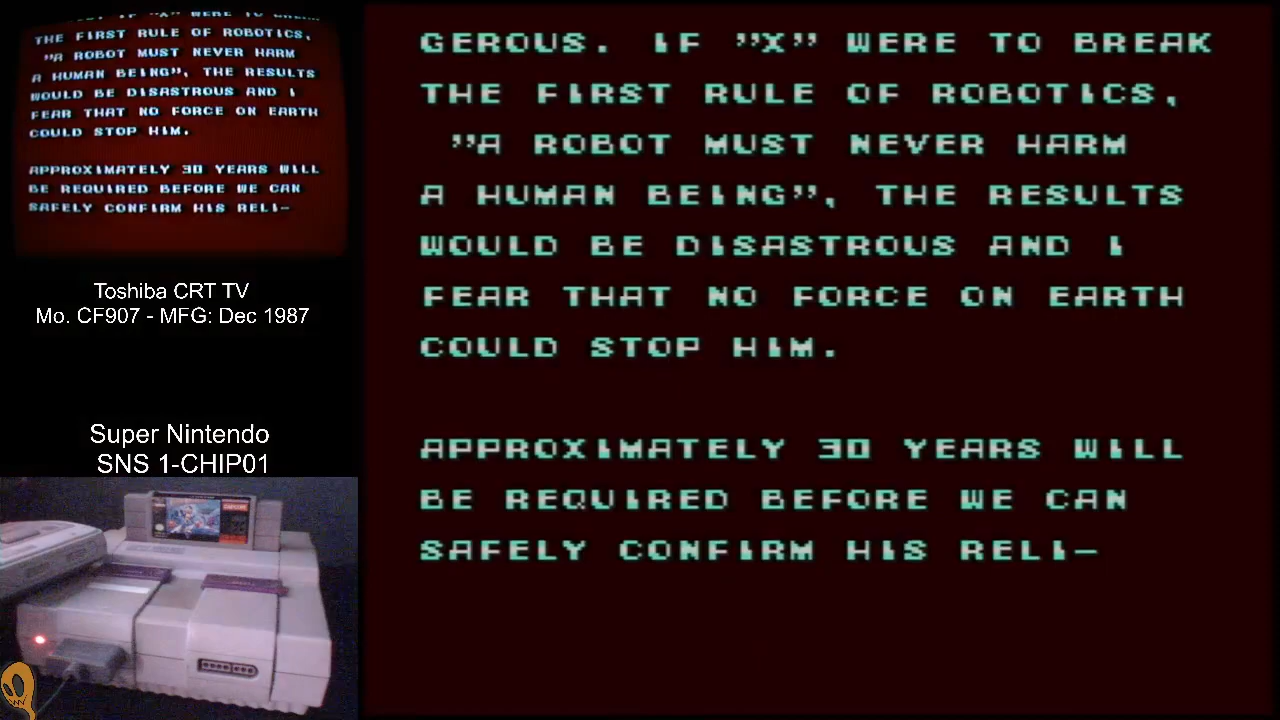 THE FIRST RULE OF ROBOTICS,
"A ROBOT MUST NEVER HARM
A HUMAN BEING", THE RESULTS
WOULD BE DISASTROUS AND I
FEAR THAT NO FORCE ON EARTH
COULD STOP HIM.
APPROXIMATELY 30 YEARS WILL
BE REQUIRED BEFORE WE CAN
SAFELY CONFIRM HIS RELI-
Toshiba CRT TV
Mo. CF907 - MFG: Dec 1987
Super Nintendo
SNS 1-CHIP01
GEROUS. IF "X" WERE TO BREAK
THE FIRST RULE OF ROBOTICS,
"A ROBOT MUST NEVER HARM
A HUMAN BEING", THE RESULTS
WOULD BE DISASTROUS AND I
FEAR THAT NO FORCE ON EARTH
COULD STOP HIM.
APPROXIMATELY 30 YEARS WILL
BE REQUIRED BEFORE WE CAN
SAFELY CONFIRM HIS RELI-